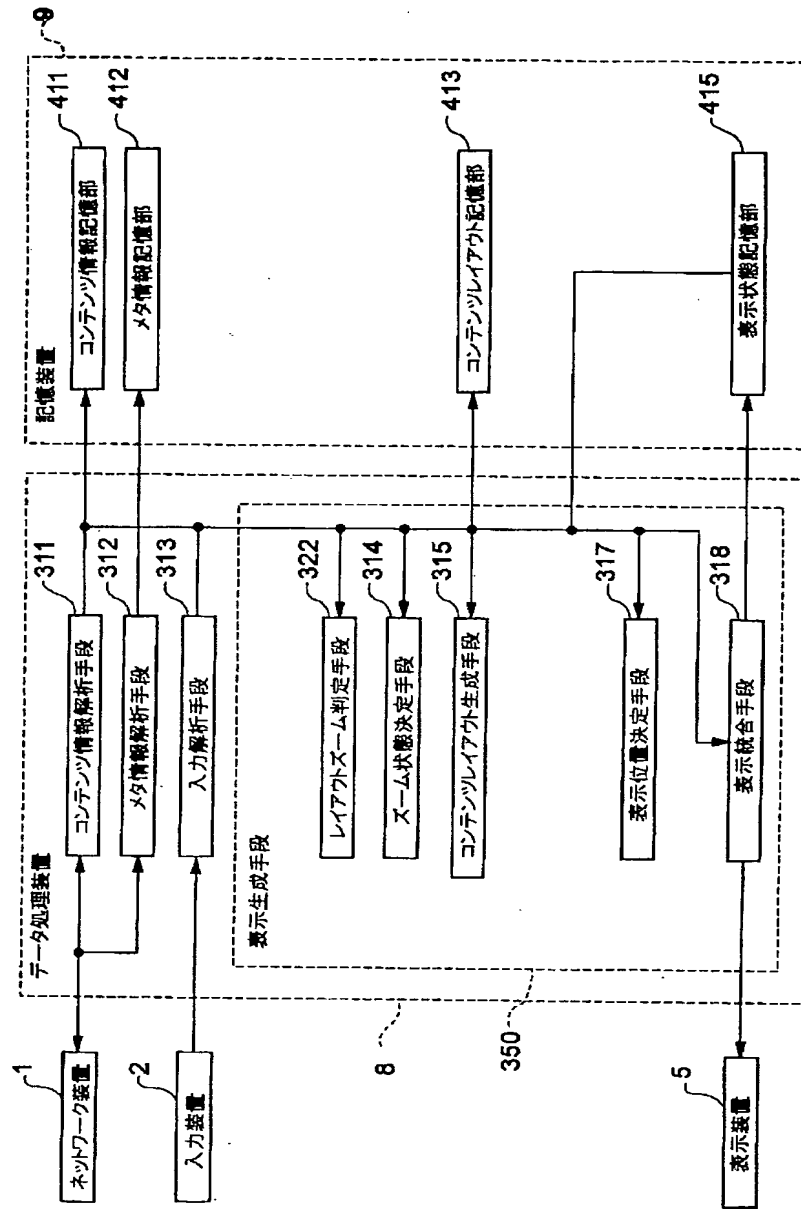 1
ネットワーク装置
2
入力装置
5
表示装置
8
データ処理装置
311
コンテンツ情報解析手段
312
メタ情報解析手段
313
入力解析手段
350
表示生成手段
322
レイアウトズーム判定手段
314
ズーム状態決定手段
315
コンテンツレイアウト生成手段
317
表示位置決定手段
318
表示統合手段
9
記憶装置
411
コンテンツ情報記憶部
412
メタ情報記憶部
413
コンテンツレイアウト記憶部
415
表示状態記憶部